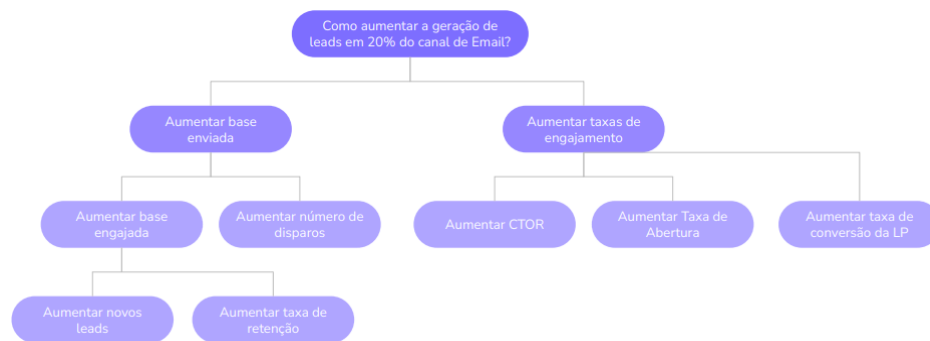 Como aumentar a geração de
leads em 20% do canal de Email?
Aumentar base
enviada
Aumentar taxas de
engajamento
Aumentar base
engajada
Aumentar número de
disparos
Aumentar CTOR
Aumentar Taxa de
Abertura
Aumentar taxa de
conversão da LP
Aumentar novos
leads
Aumentar taxa de
retenção